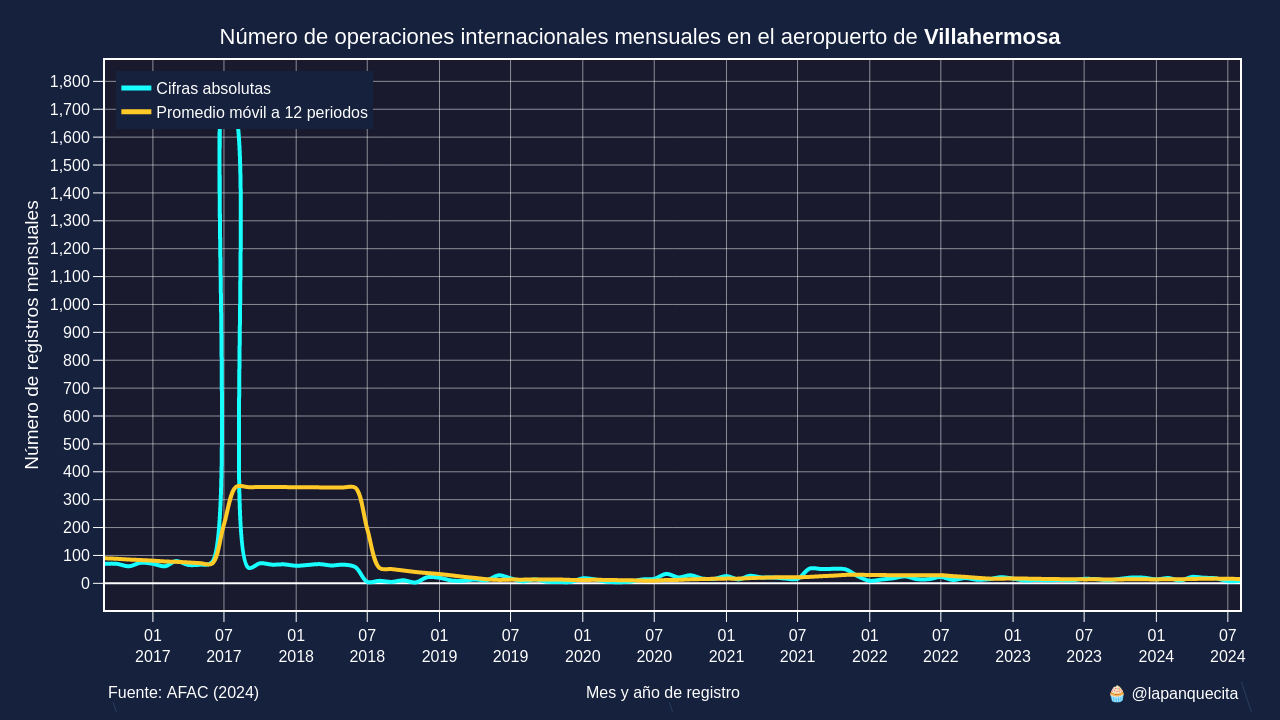 Número de operaciones internacionales mensuales en el aeropuerto de Villahermosa
Cifras absolutas
Promedio móvil a 12 periodos
Número de registros mensuales
1,800
1,700
1,600
1,500
1,400
1,300
1,200
1,100
1,000
900
800
700
600
500
400
300
200
100
0
01 07 01 07 01 07 01 07 01 07 01 07 01 07 01 07
2017 2017 2018 2018 2019 2019 2020 2020 2021 2021 2022 2022 2023 2023 2024 2024
Fuente: AFAC (2024)
Mes y año de registro
🧁 @lapanquecita